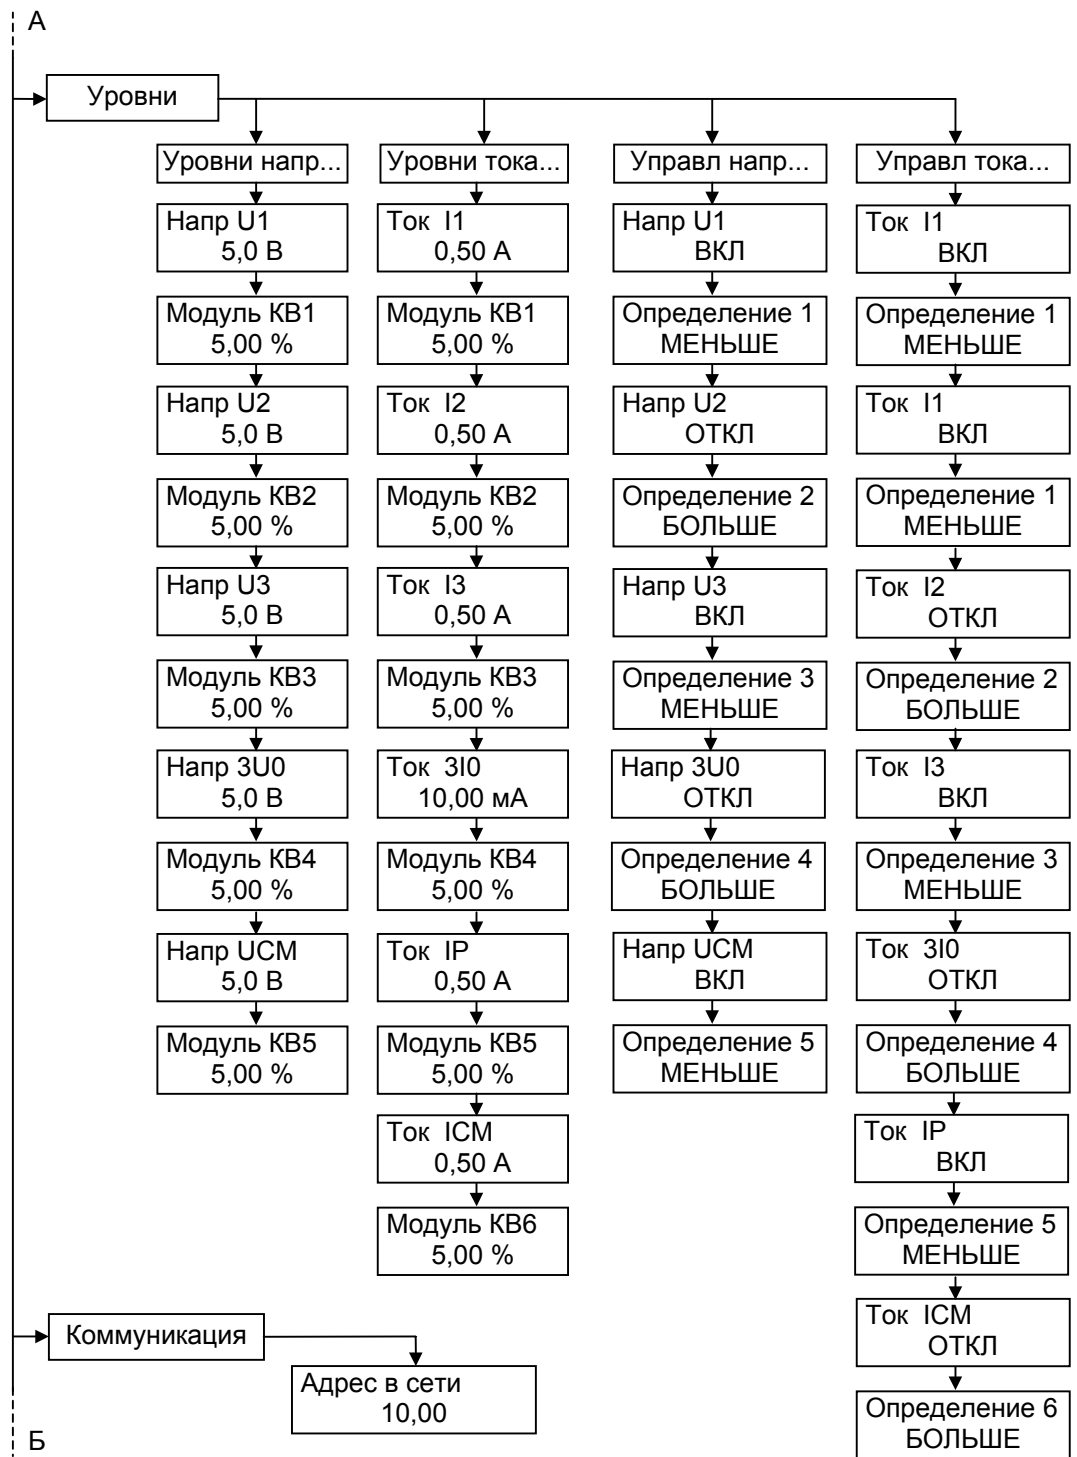 А
Уровни
Уровни напр...
Напр U1
5,0 В
Модуль КВ1
5,00 %
Напр U2
5,0 В
Модуль КВ2
5,00 %
Напр U3
5,0 В
Модуль КВ3
5,00 %
Напр 3U0
5,0 В
Модуль КВ4
5,00 %
Напр UCM
5,0 В
Модуль КВ5
5,00 %
Уровни тока...
Ток I1
0,50 А
Модуль КВ1
5,00 %
Ток I2
0,50 А
Модуль КВ2
5,00 %
Ток I3
0,50 А
Модуль КВ3
5,00 %
Ток 3I0
10,00 мА
Модуль КВ4
5,00 %
Ток IP
0,50 А
Модуль КВ5
5,00 %
Ток ICM
0,50 А
Модуль КВ6
5,00 %
Управл напр...
Напр U1
ВКЛ
Определение 1
МЕНЬШЕ
Напр U2
ОТКЛ
Определение 2
БОЛЬШЕ
Напр U3
ВКЛ
Определение 3
МЕНЬШЕ
Напр 3U0
ОТКЛ
Определение 4
БОЛЬШЕ
Напр UCM
ВКЛ
Определение 5
МЕНЬШЕ
Управл тока...
Ток I1
ВКЛ
Определение 1
МЕНЬШЕ
Ток I1
ВКЛ
Определение 1
МЕНЬШЕ
Ток I2
ОТКЛ
Определение 2
БОЛЬШЕ
Ток I3
ВКЛ
Определение 3
МЕНЬШЕ
Ток 3I0
ОТКЛ
Определение 4
БОЛЬШЕ
Ток IP
ВКЛ
Определение 5
МЕНЬШЕ
Ток ICM
ОТКЛ
Определение 6
БОЛЬШЕ
Коммуникация
Адрес в сети
10,00
Б